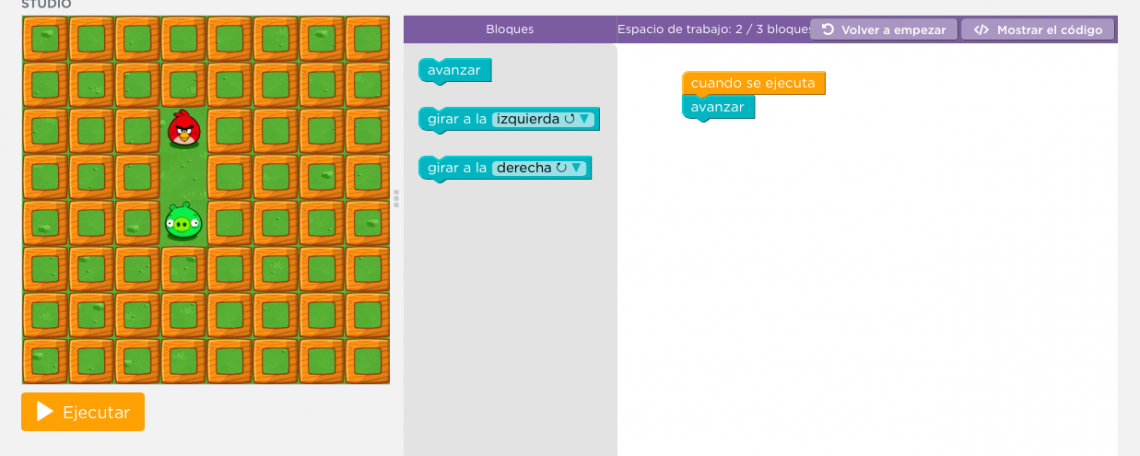 STUDIO
Bloques
Espacio de trabajo: 2 / 3 bloques
Volver a empezar
</> Mostrar el código
avanzar
girar a la izquierda
girar a la derecha
cuando se ejecuta
avanzar
Ejecutar